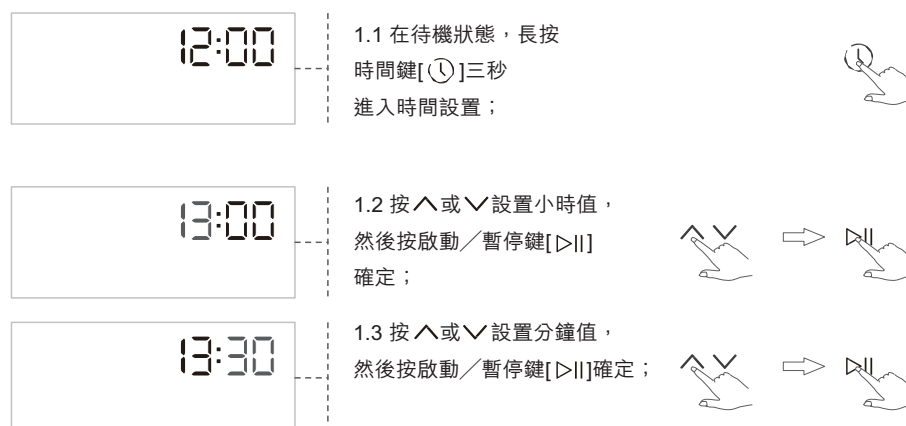 12:00
1.1 在待機狀態，長按
時間鍵[🕔]三秒
進入時間設置；
13:00
1.2 按∧或∨設置小時值，
然後按啟動／暫停鍵[▷||]
確定；
∧ ∨ ⇨ ▷||
13:30
1.3 按∧或∨設置分鐘值，
然後按啟動／暫停鍵[▷||]確定；
∧ ∨ ⇨ ▷||